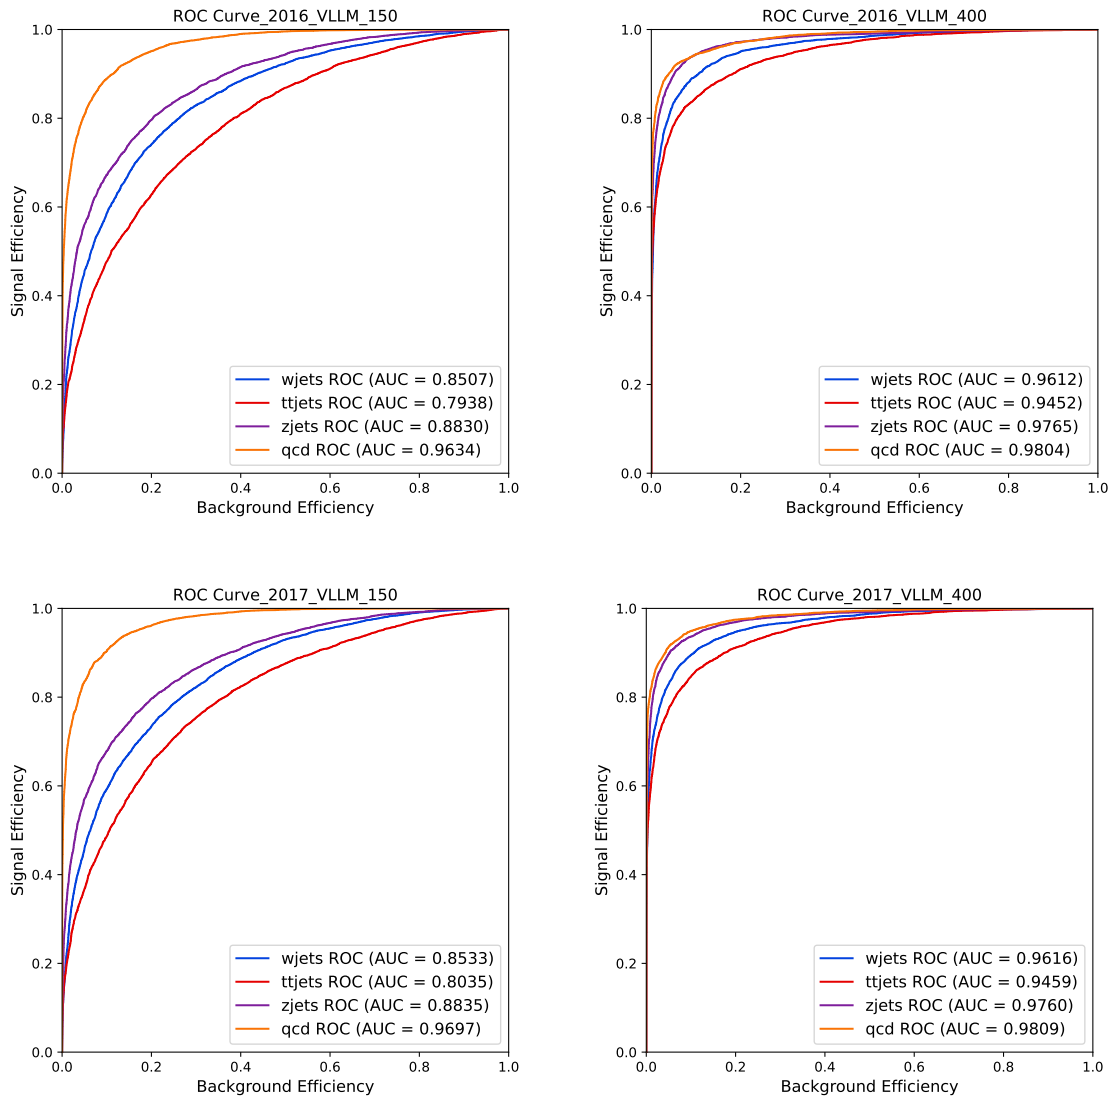 ROC Curve_2016_VLLM_150
1.0
0.8
0.6
0.4
0.2
0.0
Signal Efficiency
wjets ROC (AUC = 0.8507)
ttjets ROC (AUC = 0.7938)
zjets ROC (AUC = 0.8830)
qcd ROC (AUC = 0.9634)
0.0 0.2 0.4 0.6 0.8 1.0
Background Efficiency
ROC Curve_2016_VLLM_400
1.0
0.8
0.6
0.4
0.2
0.0
Signal Efficiency
wjets ROC (AUC = 0.9612)
ttjets ROC (AUC = 0.9452)
zjets ROC (AUC = 0.9765)
qcd ROC (AUC = 0.9804)
0.0 0.2 0.4 0.6 0.8 1.0
Background Efficiency
ROC Curve_2017_VLLM_150
1.0
0.8
0.6
0.4
0.2
0.0
Signal Efficiency
wjets ROC (AUC = 0.8533)
ttjets ROC (AUC = 0.8035)
zjets ROC (AUC = 0.8835)
qcd ROC (AUC = 0.9697)
0.0 0.2 0.4 0.6 0.8 1.0
Background Efficiency
ROC Curve_2017_VLLM_400
1.0
0.8
0.6
0.4
0.2
0.0
Signal Efficiency
wjets ROC (AUC = 0.9616)
ttjets ROC (AUC = 0.9459)
zjets ROC (AUC = 0.9760)
qcd ROC (AUC = 0.9809)
0.0 0.2 0.4 0.6 0.8 1.0
Background Efficiency